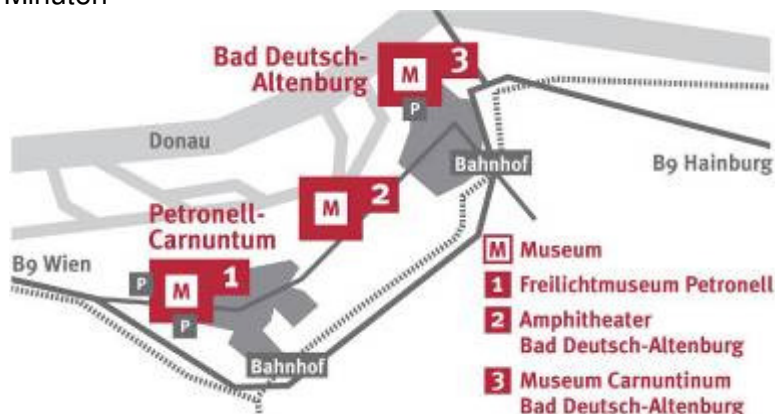 Minuten
Bad Deutsch-
Altenburg
M 3
P
Donau
Bahnhof
B9 Hainburg
M 2
Petronell-
Carnuntum
B9 Wien
P
M 1
P
Bahnhof
M Museum
1 Freilichtmuseum Petronell
2 Amphitheater
Bad Deutsch-Altenburg
3 Museum Carnuntinum
Bad Deutsch-Altenburg